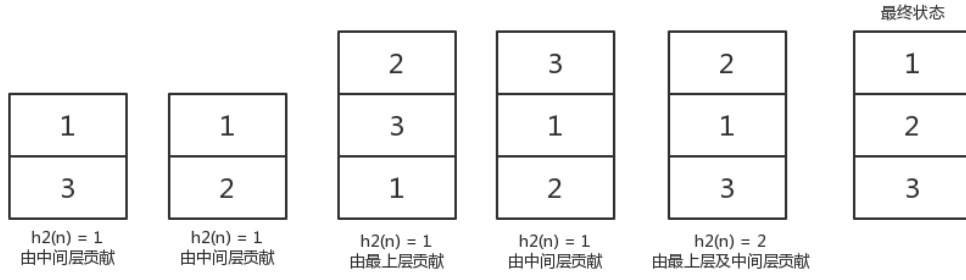 最终状态
1
3
h2(n) = 1
由中间层贡献
1
2
h2(n) = 1
由中间层贡献
2
3
1
h2(n) = 1
由最上层贡献
3
1
2
h2(n) = 1
由中间层贡献
2
1
3
h2(n) = 2
由最上层及中间层贡献
1
2
3